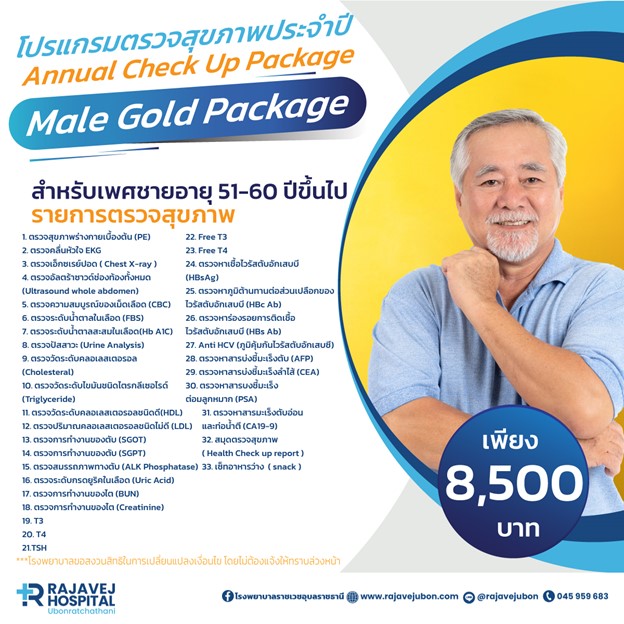 โปรแกรมตรวจสุขภาพประจำปี
Annual Check Up Package
Male Gold Package
สำหรับเพศชายอายุ 51-60 ปีขึ้นไป
รายการตรวจสุขภาพ
1. ตรวจสุขภาพร่างกายเบื้องต้น (PE)
2. ตรวจคลื่นหัวใจ EKG
3. ตรวจเอ็กซเรย์ปอด ( Chest X-ray )
4. ตรวจอัลตร้าซาวด์ช่องท้องทั้งหมด
(Ultrasound whole abdomen)
5. ตรวจความสมบูรณ์ของเม็ดเลือด (CBC)
6. ตรวจระดับน้ำตาลในเลือด (FBS)
7. ตรวจระดับน้ำตาลสะสมในเลือด(Hb A1C)
8. ตรวจปัสสาวะ (Urine Analysis)
9. ตรวจวัดระดับคอเลสเตอรอล
(Cholesteral)
10. ตรวจวัดระดับไขมันชนิดไตรกลีเซอไรด์
(Triglyceride)
11. ตรวจวัดระดับคอเลสเตอรอลชนิดดี(HDL)
12. ตรวจปริมาณคอเลสเตอรอลชนิดไม่ดี (LDL)
13. ตรวจการทำงานของตับ (SGOT)
14. ตรวจการทำงานของตับ (SGPT)
15. ตรวจสมรรถภาพทางตับ (ALK Phosphatase)
16. ตรวจระดับกรดยูริคในเลือด (Uric Acid)
17. ตรวจการทำงานของไต (BUN)
18. ตรวจการทำงานของไต (Creatinine)
19. T3
20. T4
21.TSH
22. Free T3
23. Free T4
24. ตรวจหาเชื้อไวรัสตับอักเสบบี
(HBsAg)
25. ตรวจหาภูมิต้านทานต่อส่วนเปลือกของ
ไวรัสตับอักเสบบี (HBc Ab)
26. ตรวจหาร่องรอยการติดเชื้อ
ไวรัสตับอักเสบบี (HBs Ab)
27. Anti HCV (ภูมิคุ้มกันไวรัสตับอักเสบซี)
28. ตรวจหาสารบ่งชี้มะเร็งตับ (AFP)
29. ตรวจหาสารบ่งชี้มะเร็งลำไส้ (CEA)
30. ตรวจหาสารบ่งชี้มะเร็ง
ต่อมลูกหมาก (PSA)
31. ตรวจหาสารมะเร็งตับอ่อน
และท่อน้ำดี (CA19-9)
32. สมุดตรวจสุขภาพ
( Health Check up report )
33. เซ็ทอาหารว่าง ( snack )
เพียง
8,500
บาท
***โรงพยาบาลขอสงวนสิทธิในการเปลี่ยนแปลงเงื่อนไข โดยไม่ต้องแจ้งให้ทราบล่วงหน้า
RAJAVEJ
HOSPITAL
Ubonratchathani
โรงพยาบาลราชเวชอุบลราชธานี
www.rajavejubon.com
@rajavejubon
045 959 683